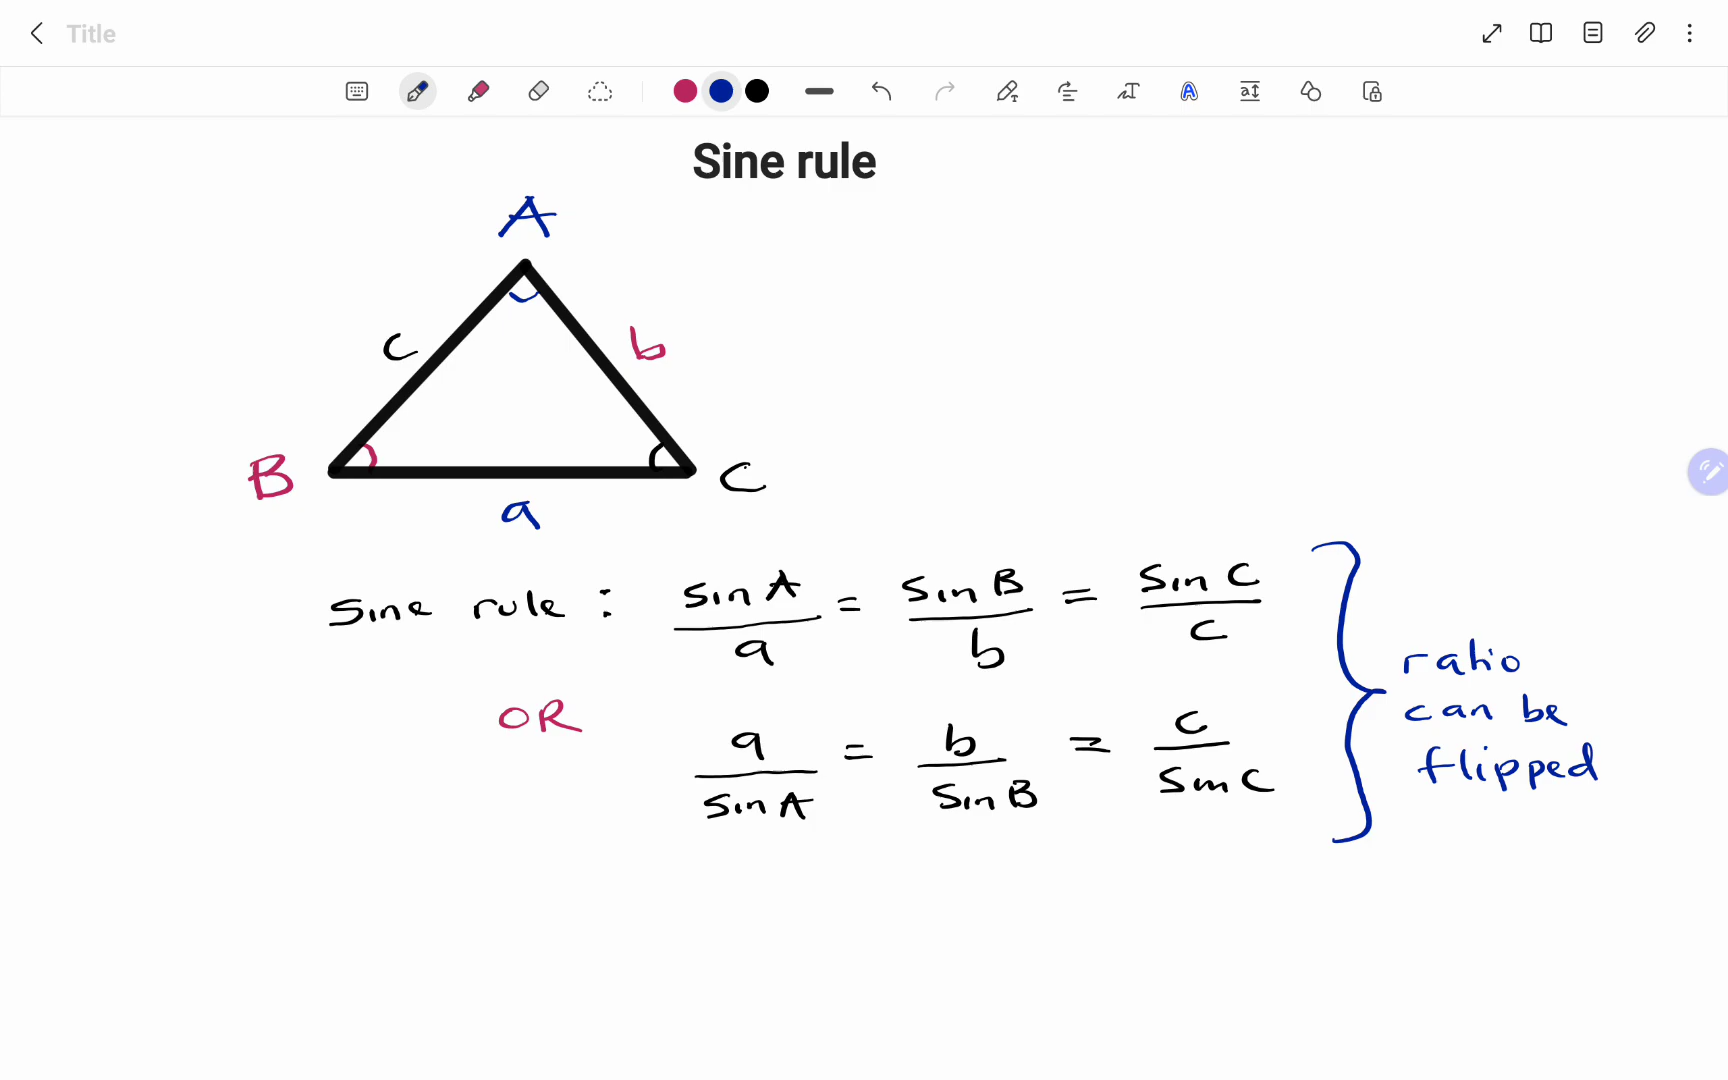 Title
Sine rule
A
c
b
B
C
a
sine rule : sin A / a = sin B / b = sin C / c
OR
a / sin A = b / sin B = c / sin C
ratio
can be
flipped